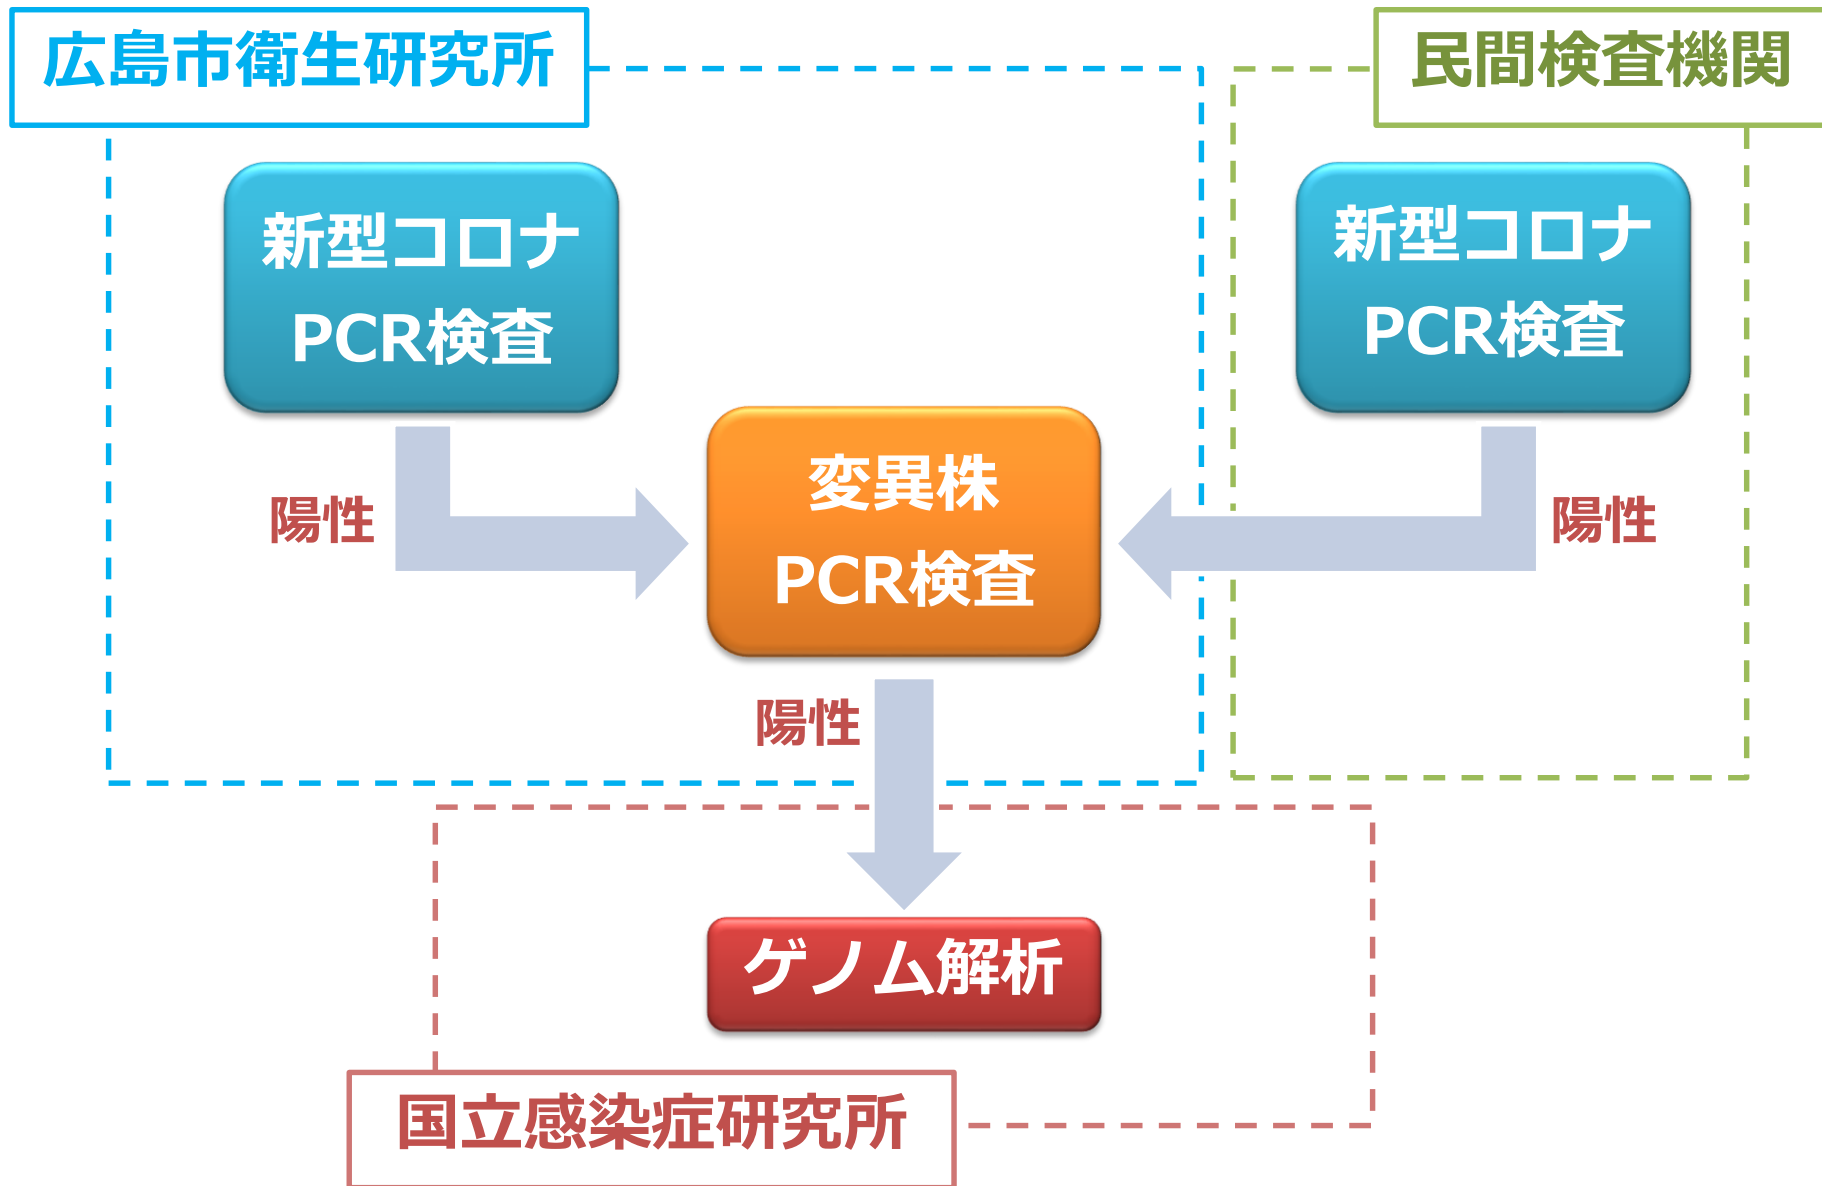 広島市衛生研究所
民間検査機関
新型コロナ
PCR検査
新型コロナ
PCR検査
陽性
変異株
PCR検査
陽性
陽性
ゲノム解析
国立感染症研究所